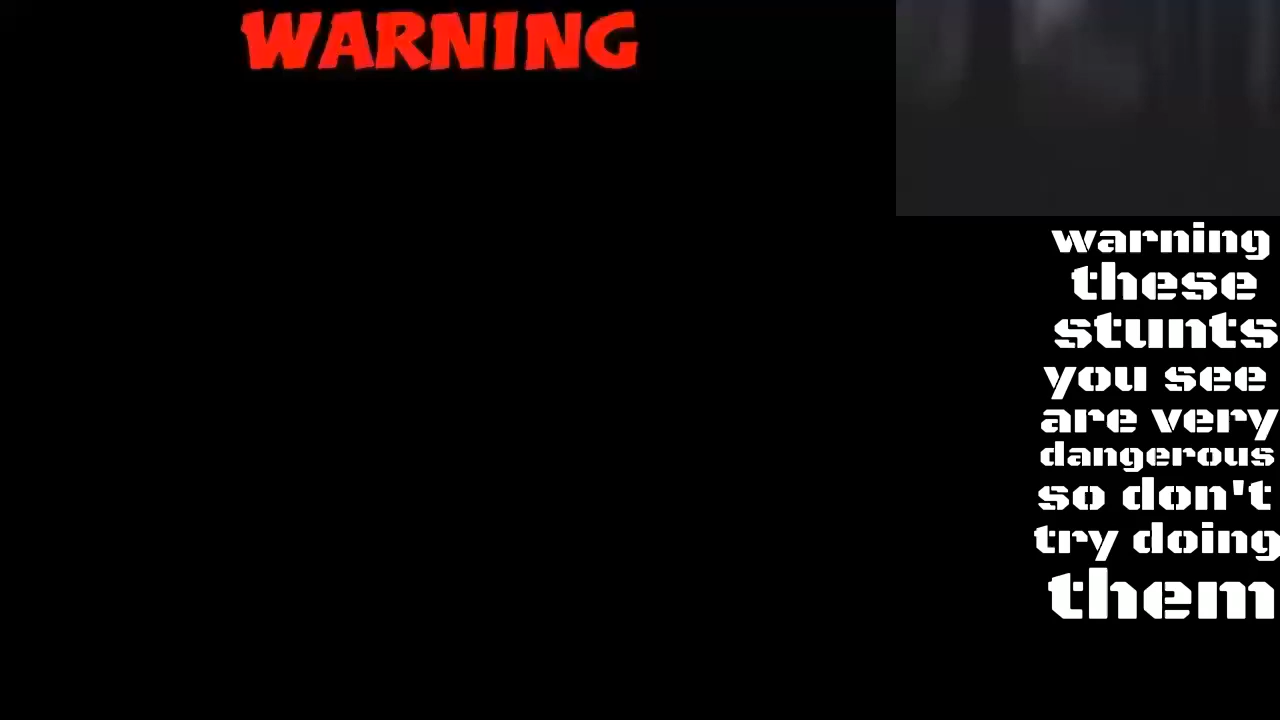 WARNING
warning
these
stunts
you see
are very
dangerous
so don't
try doing
them